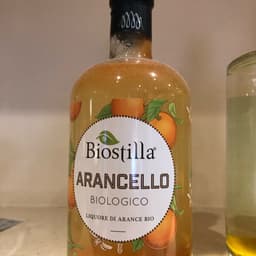 Biostilla
ARANCELLO
BIOLOGICO
LIQUORE DI ARANCE BIO